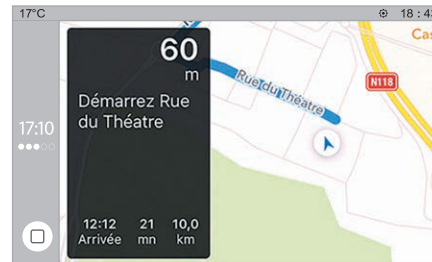 17°C
18 : 43
60
m
Démarrez Rue
du Théatre
17:10
12:12 21 10,0
Arrivée mn km
Rue du Théatre
N118
Cas